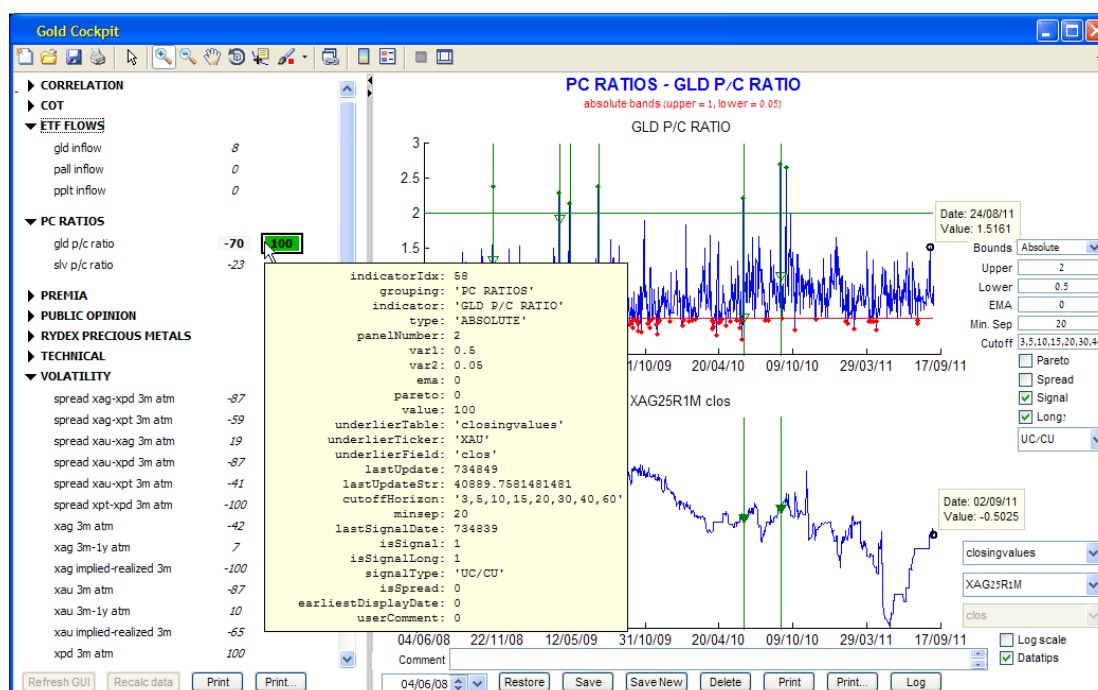 Gold Cockpit
CORRELATION
COT
ETF FLOWS
gld inflow 8
pall inflow 0
pplt inflow 0
PC RATIOS
gld p/c ratio -70 100
slv p/c ratio -23
PREMIA
PUBLIC OPINION
RYDEX PRECIOUS METALS
TECHNICAL
VOLATILITY
spread xag-xpd 3m atm -87
spread xag-xpt 3m atm -59
spread xau-xag 3m atm 19
spread xau-xpd 3m atm -87
spread xau-xpt 3m atm -41
spread xpt-xpd 3m atm -100
xag 3m atm -42
xag 3m-1y atm 7
xag implied-realized 3m -100
xau 3m atm -87
xau 3m-1y atm 10
xau implied-realized 3m -65
xpd 3m atm 100
Refresh GUI Recalc data Print Print...
indicatorIdx: 58
grouping: 'PC RATIOS'
indicator: 'GLD P/C RATIO'
type: 'ABSOLUTE'
panelNumber: 2
var1: 0.5
var2: 0.05
ema: 0
pareto: 0
value: 100
underlierTable: 'closingvalues'
underlierTicker: 'XAU'
underlierField: 'clos'
lastUpdate: 734849
lastUpdateStr: 40889.7581481481
cutoffHorizon: '3,5,10,15,20,30,40,60'
minsep: 20
lastSignalDate: 734839
isSignal: 1
isSignalLong: 1
signalType: 'UC/CU'
isSpread: 0
earliestDisplayDate: 0
userComment: 0
PC RATIOS - GLD P/C RATIO
absolute bands (upper = 1, lower = 0.05)
GLD P/C RATIO
3
2.5
2
1.5
Date: 24/08/11
Value: 1.5161
1/10/09 20/04/10 09/10/10 29/03/11 17/09/11
Bounds Absolute
Upper 2
Lower 0.5
EMA 0
Min. Sep 20
Cutoff 3,5,10,15,20,30,4
Pareto
Spread
Signal
Long?
UC/CU
XAG25R1M clos
Date: 02/09/11
Value: -0.5025
04/06/08 22/11/08 12/05/09 31/10/09 20/04/10 09/10/10 29/03/11 17/09/11
closingvalues
XAG25R1M
clos
Log scale
Datatips
Comment
04/06/08 Restore Save Save New Delete Print Print... Log